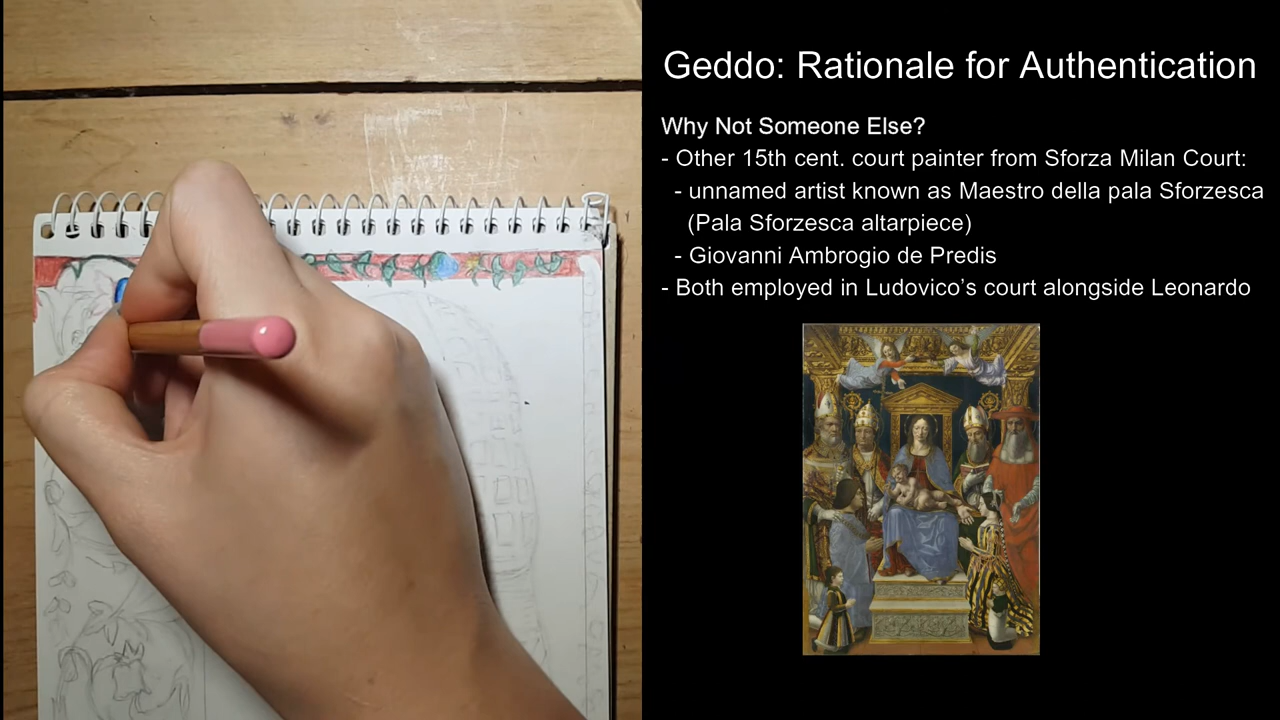 Geddo: Rationale for Authentication
Why Not Someone Else?
- Other 15th cent. court painter from Sforza Milan Court:
- unnamed artist known as Maestro della pala Sforzesca
(Pala Sforzesca altarpiece)
- Giovanni Ambrogio de Predis
- Both employed in Ludovico’s court alongside Leonardo